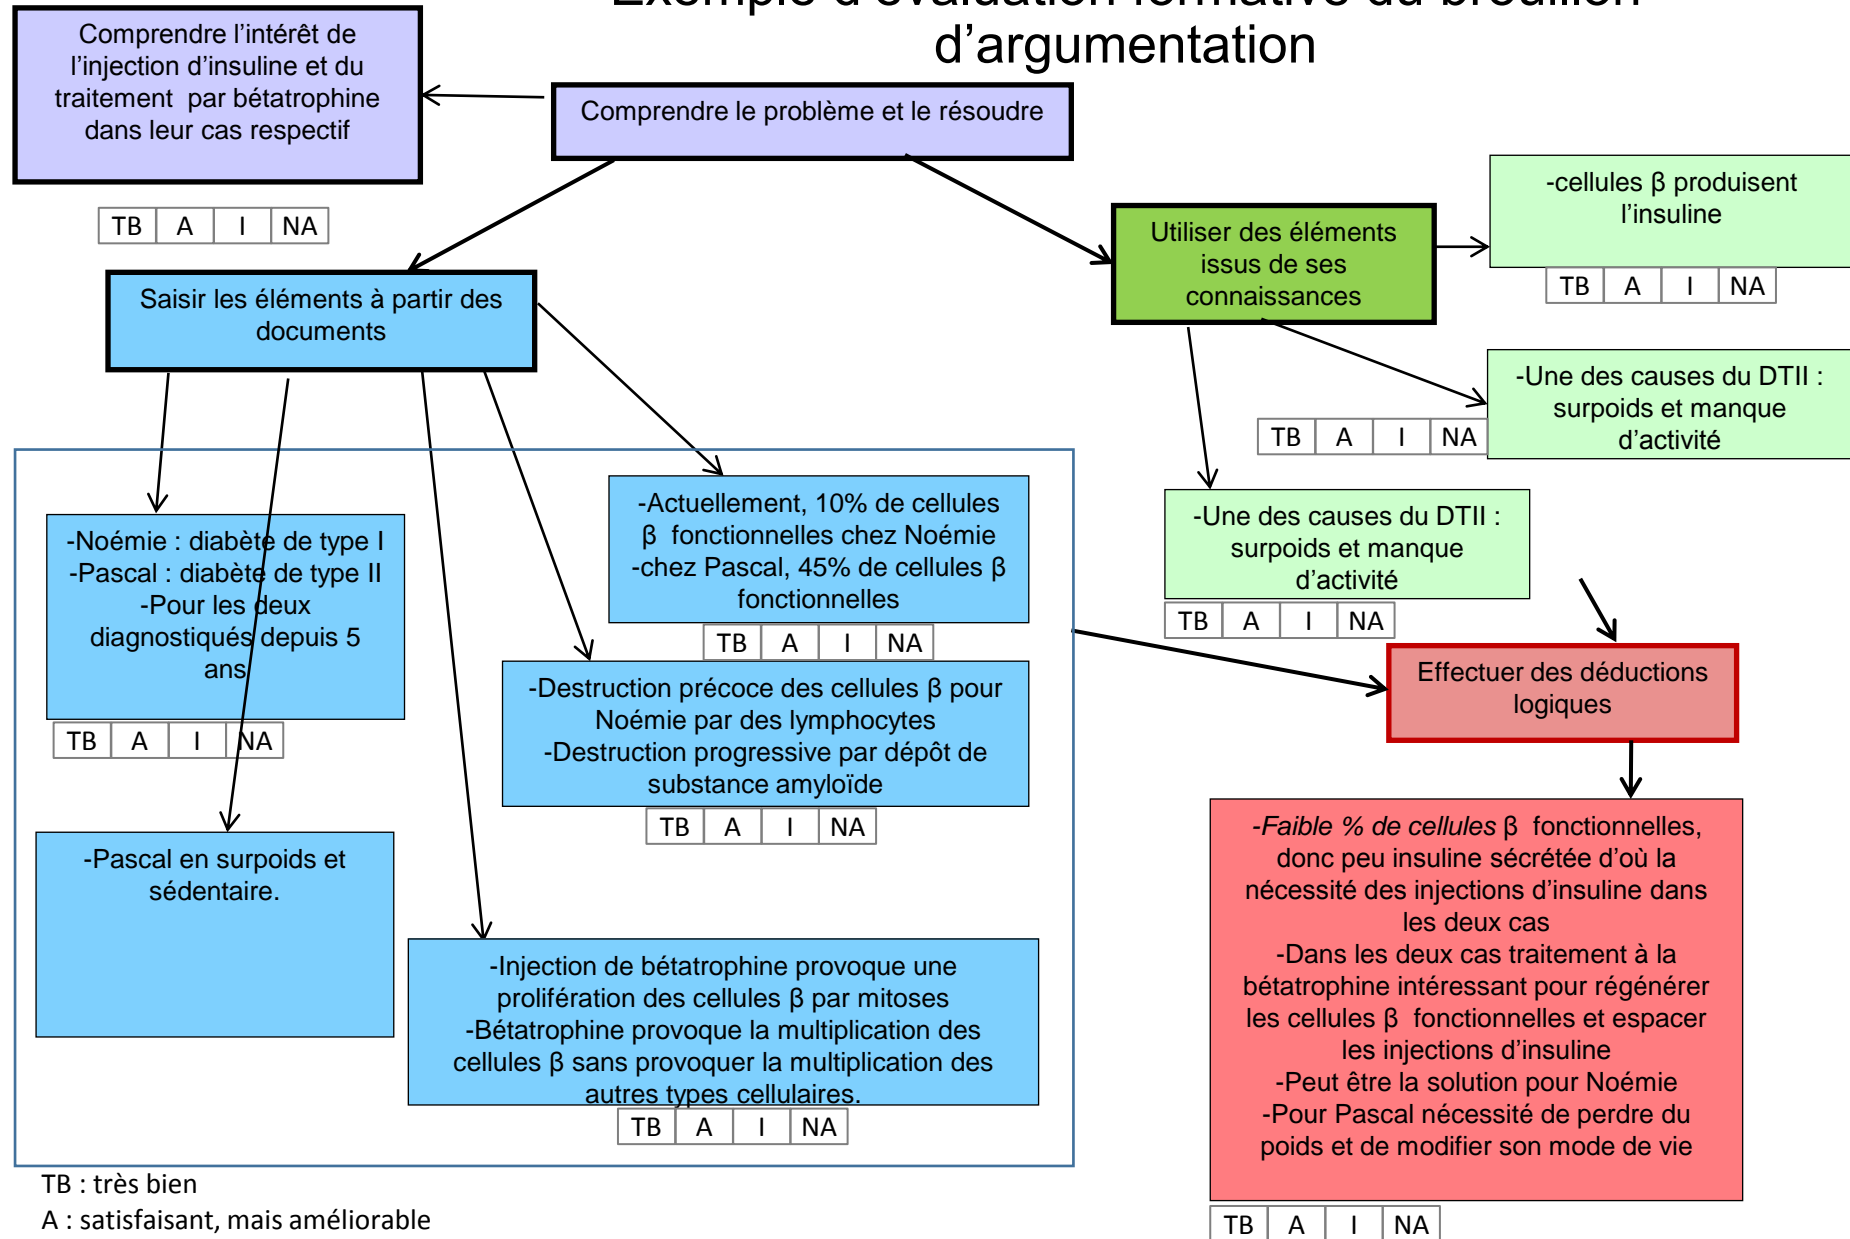 Exemple d'évaluation formative du brouillon
d'argumentation
Comprendre l'intérêt de
l'injection d'insuline et du
traitement par bétatrophine
dans leur cas respectif
TB A I NA
Comprendre le problème et le résoudre
Saisir les éléments à partir des
documents
Utiliser des éléments
issus de ses
connaissances
-cellules β produisent
l'insuline
TB A I NA
-Une des causes du DTII :
surpoids et manque
d'activité
TB A I NA
-Une des causes du DTII :
surpoids et manque
d'activité
TB A I NA
-Noémie : diabète de type I
-Pascal : diabète de type II
-Pour les deux
diagnostiqués depuis 5
ans
TB A I NA
-Actuellement, 10% de cellules
β fonctionnelles chez Noémie
-chez Pascal, 45% de cellules β
fonctionnelles
TB A I NA
-Destruction précoce des cellules β pour
Noémie par des lymphocytes
-Destruction progressive par dépôt de
substance amyloïde
TB A I NA
-Pascal en surpoids et
sédentaire.
-Injection de bétatrophine provoque une
prolifération des cellules β par mitoses
-Bétatrophine provoque la multiplication des
cellules β sans provoquer la multiplication des
autres types cellulaires.
TB A I NA
Effectuer des déductions
logiques
-Faible % de cellules β fonctionnelles,
donc peu insuline sécrétée d'où la
nécessité des injections d'insuline dans
les deux cas
-Dans les deux cas traitement à la
bétatrophine intéressant pour régénérer
les cellules β fonctionnelles et espacer
les injections d'insuline
-Peut être la solution pour Noémie
-Pour Pascal nécessité de perdre du
poids et de modifier son mode de vie
TB A I NA
TB : très bien
A : satisfaisant, mais améliorable